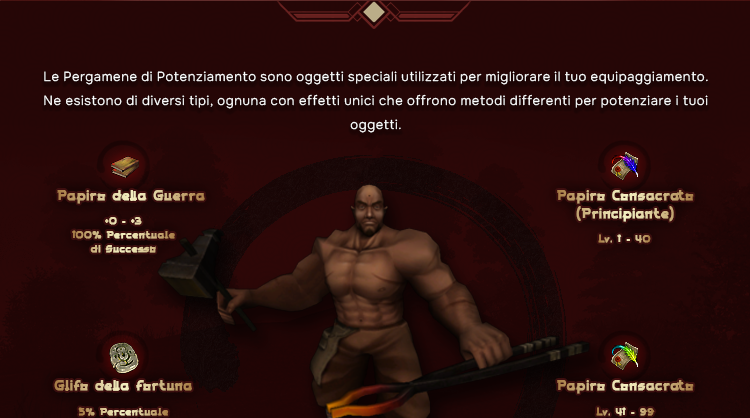 Le Pergamene di Potenziamento sono oggetti speciali utilizzati per migliorare il tuo equipaggiamento.
Ne esistono di diversi tipi, ognuna con effetti unici che offrono metodi differenti per potenziare i tuoi
oggetti.
Papiro della Guerra
+0 - +3
100% Percentuale
di Successo
Papiro Consacrato
(Principiante)
Lv. 1 - 40
Glifo della fortuna
5% Percentuale
Papiro Consacrato
Lv. 41 - 99